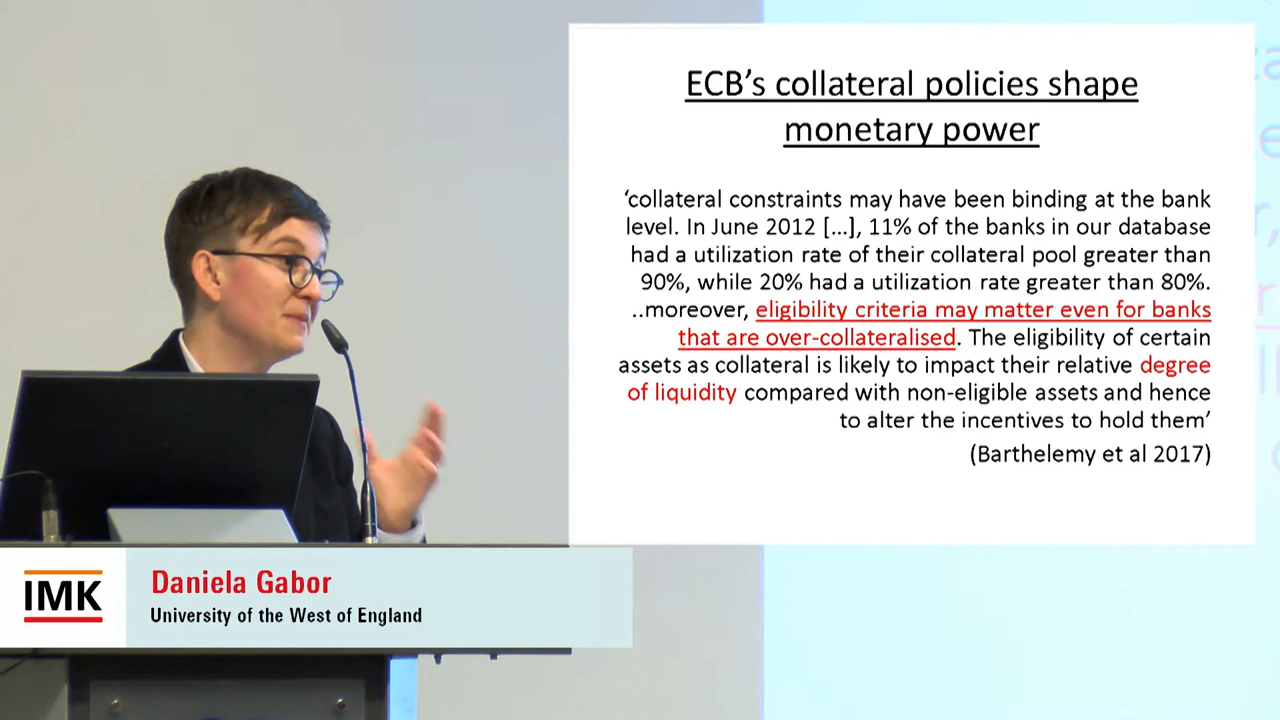 ECB’s collateral policies shape
monetary power
‘collateral constraints may have been binding at the bank
level. In June 2012 […], 11% of the banks in our database
had a utilization rate of their collateral pool greater than
90%, while 20% had a utilization rate greater than 80%.
..moreover, eligibility criteria may matter even for banks
that are over-collateralised. The eligibility of certain
assets as collateral is likely to impact their relative degree
of liquidity compared with non-eligible assets and hence
to alter the incentives to hold them’
(Barthelemy et al 2017)
IMK
Daniela Gabor
University of the West of England